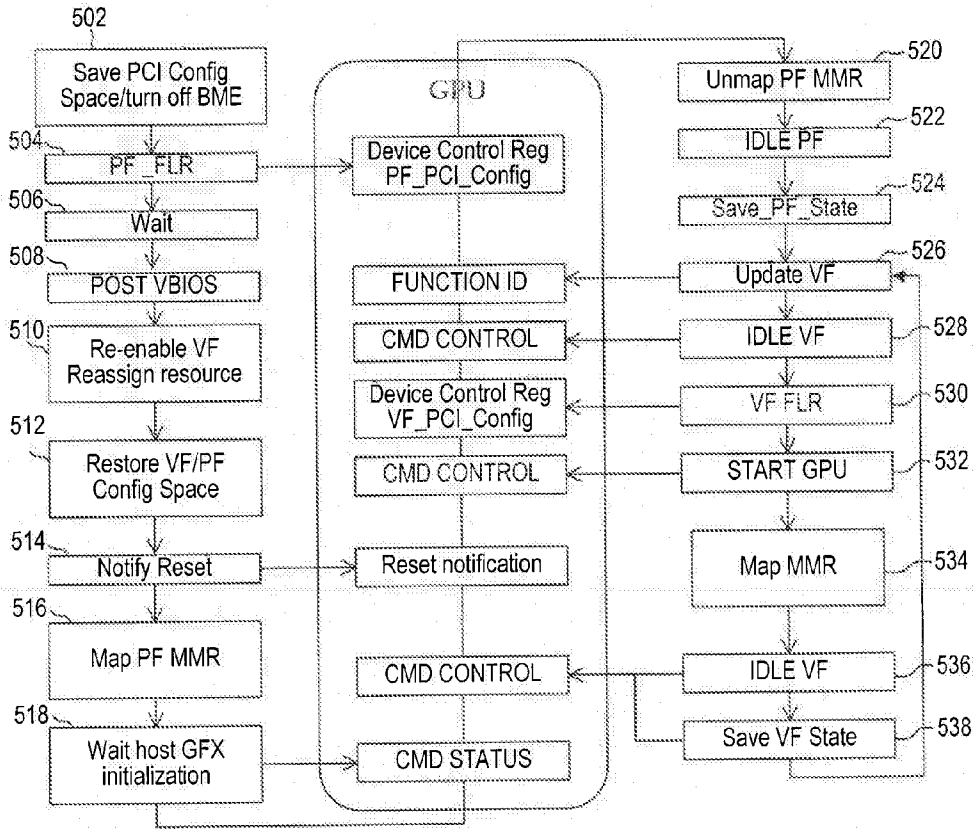 502
Save PCI Config
Space/turn off BME
504
PF_FLR
506
Wait
508
POST VBIOS
510
Re-enable VF
Reassign resource
512
Restore VF/PF
Config Space
514
Notify Reset
516
Map PF MMR
518
Wait host GFX
initialization
GPU
Device Control Reg
PF_PCI_Config
FUNCTION ID
CMD CONTROL
Device Control Reg
VF_PCI_Config
CMD CONTROL
Reset notification
CMD CONTROL
CMD STATUS
520
Unmap PF MMR
522
IDLE PF
524
Save_PF_State
526
Update VF
IDLE VF
528
VF FLR
530
START GPU
532
Map MMR
534
IDLE VF
536
Save VF State
538